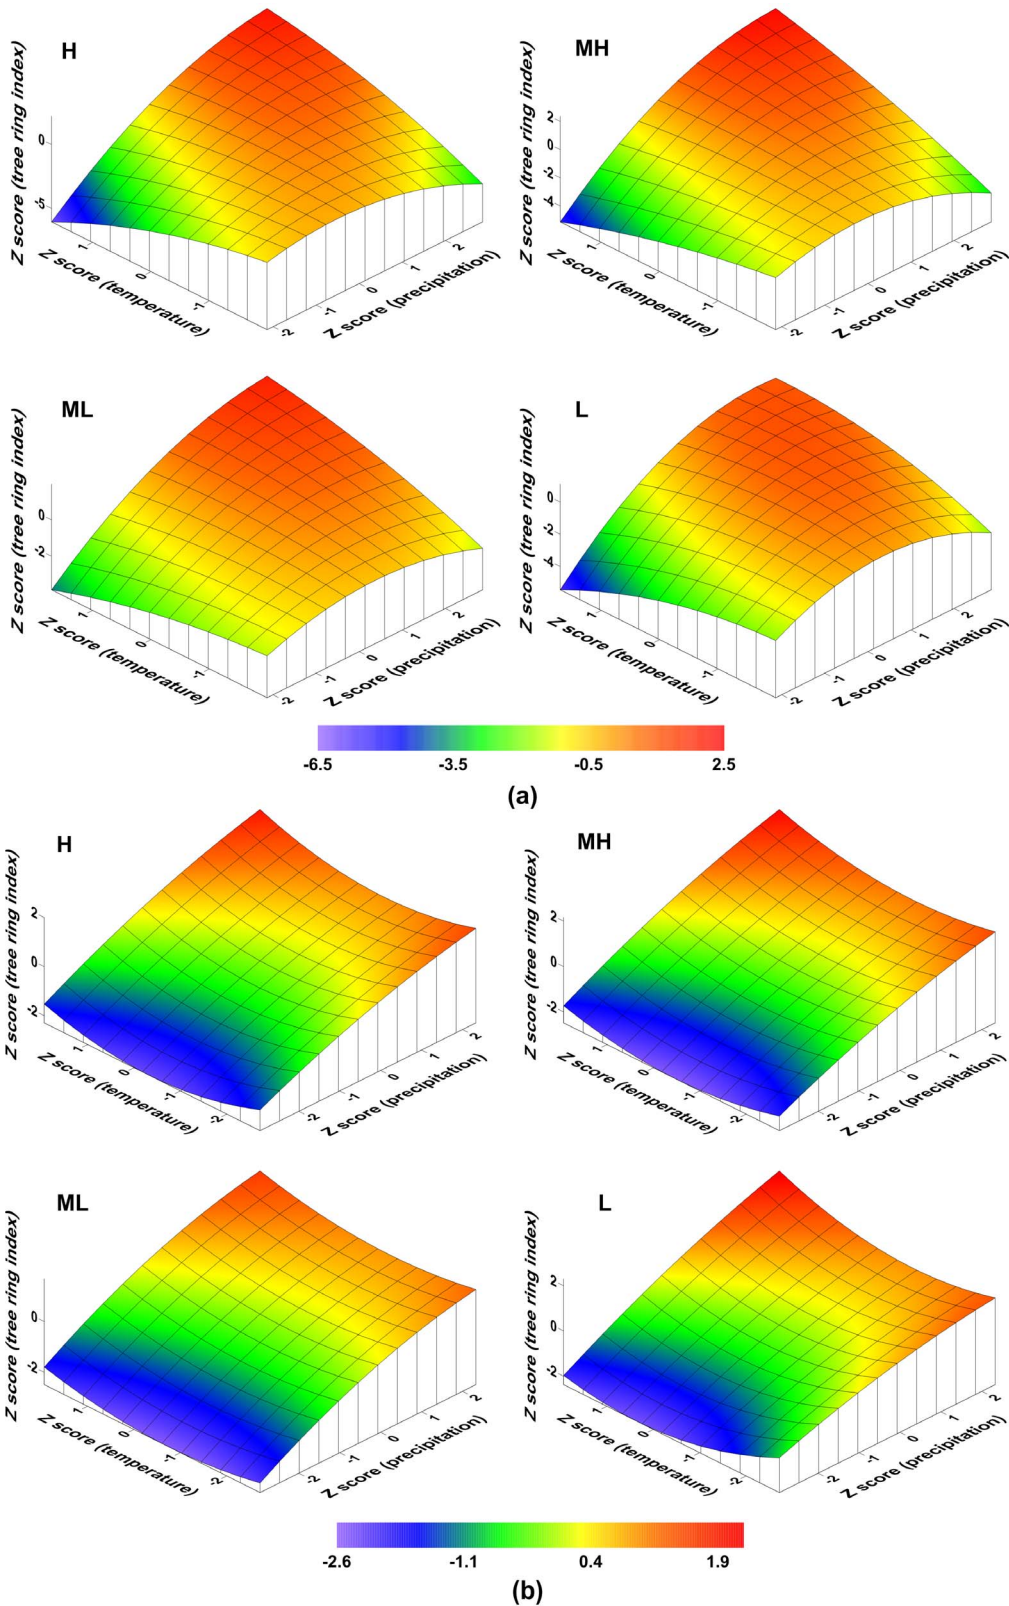 H
Z score (tree ring index)
0
-5
1
0
-1
Z score (temperature)
-2
-1
0
1
2
Z score (precipitation)
MH
Z score (tree ring index)
2
0
-2
-4
1
0
-1
Z score (temperature)
-2
-1
0
1
2
Z score (precipitation)
ML
Z score (tree ring index)
0
-2
1
0
-1
Z score (temperature)
-2
-1
0
1
2
Z score (precipitation)
L
Z score (tree ring index)
0
-2
-4
1
0
-1
Z score (temperature)
-2
-1
0
1
2
Z score (precipitation)
-6.5 -3.5 -0.5 2.5
(a)
H
Z score (tree ring index)
2
0
-2
1
0
-1
-2
Z score (temperature)
-2
-1
0
1
2
Z score (precipitation)
MH
Z score (tree ring index)
2
0
-2
1
0
-1
-2
Z score (temperature)
-2
-1
0
1
2
Z score (precipitation)
ML
Z score (tree ring index)
0
-2
1
0
-1
-2
Z score (temperature)
-2
-1
0
1
2
Z score (precipitation)
L
Z score (tree ring index)
2
0
-2
1
0
-1
-2
Z score (temperature)
-2
-1
0
1
2
Z score (precipitation)
-2.6 -1.1 0.4 1.9
(b)